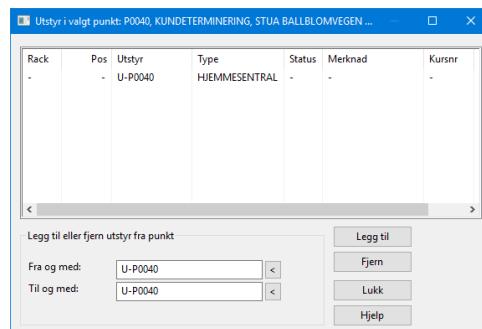 Utstyr i valgt punkt: P0040, KUNDETERMINERING, STUA BALLBLOMVEGEN ...
Rack Pos Utstyr Type Status Merknad Kursnr
- - U-P0040 HJEMMESENTRAL - - -
Legg til eller fjern utstyr fra punkt
Legg til
Fra og med: U-P0040 <
Fjern
Til og med: U-P0040 <
Lukk
Hjelp